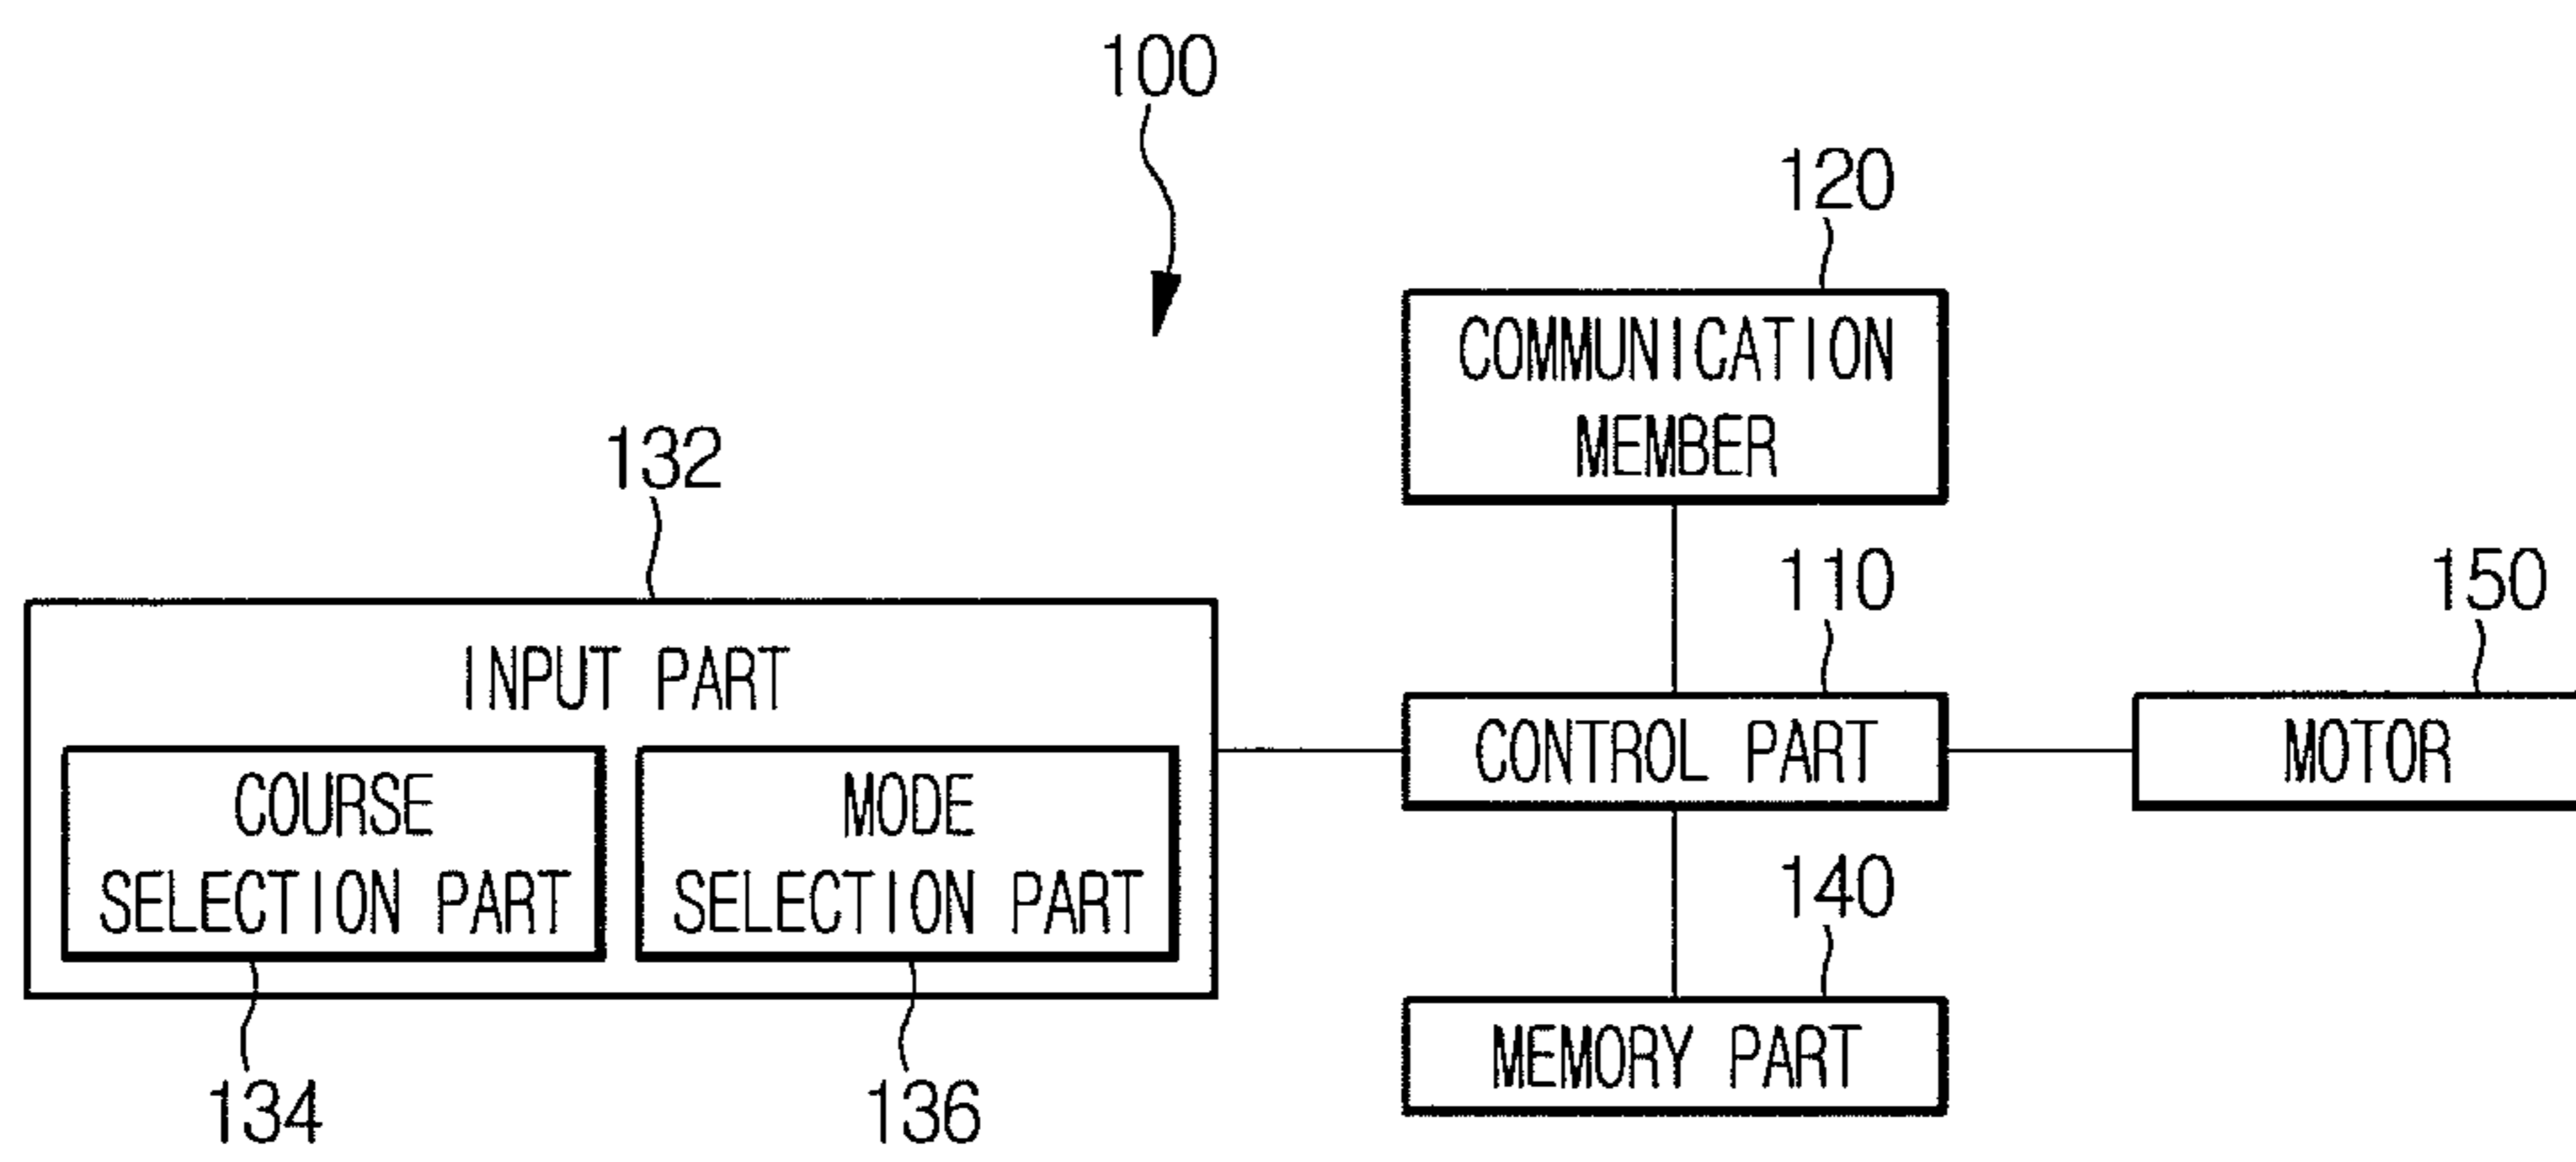 100
120
COMMUNICATION
MEMBER
132
110
150
INPUT PART
CONTROL PART
MOTOR
COURSE
SELECTION PART
MODE
SELECTION PART
140
MEMORY PART
134
136